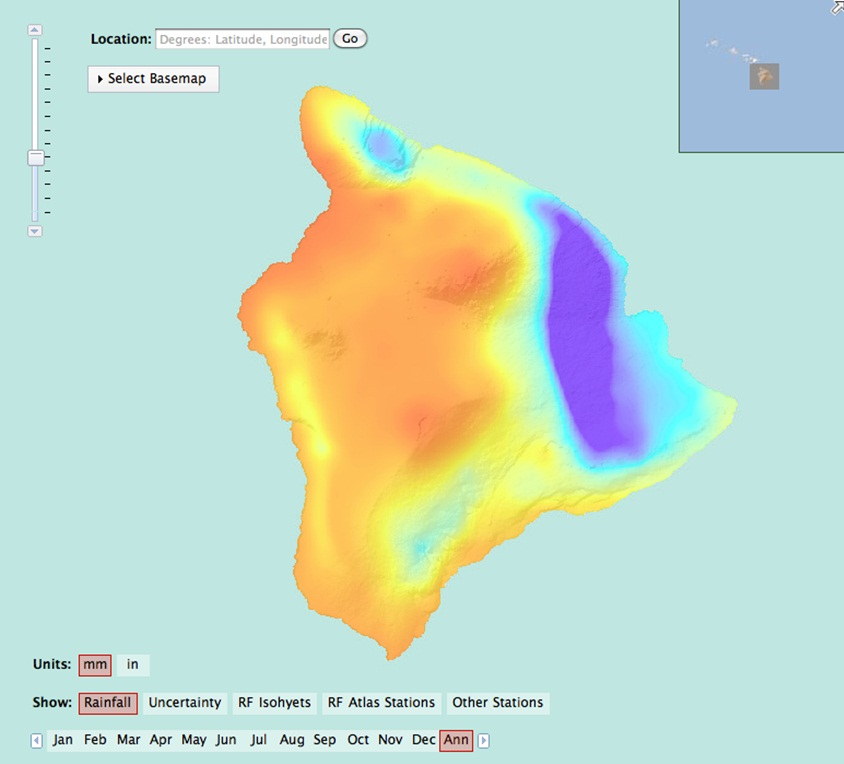 Location: Degrees: Latitude, Longitude Go
Select Basemap
Units: mm in
Show: Rainfall Uncertainty RF Isohyets RF Atlas Stations Other Stations
Jan Feb Mar Apr May Jun Jul Aug Sep Oct Nov Dec Ann